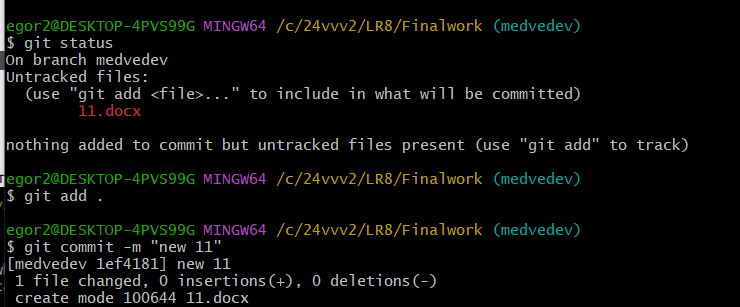 egor2@DESKTOP-4PVS99G MINGW64 /c/24vvv2/LR8/Finalwork (medvedev)
$ git status
On branch medvedev
Untracked files:
  (use "git add <file>..." to include in what will be committed)
        11.docx

nothing added to commit but untracked files present (use "git add" to track)

egor2@DESKTOP-4PVS99G MINGW64 /c/24vvv2/LR8/Finalwork (medvedev)
$ git add .

egor2@DESKTOP-4PVS99G MINGW64 /c/24vvv2/LR8/Finalwork (medvedev)
$ git commit -m "new 11"
[medvedev 1ef4181] new 11
 1 file changed, 0 insertions(+), 0 deletions(-)
 create mode 100644 11.docx